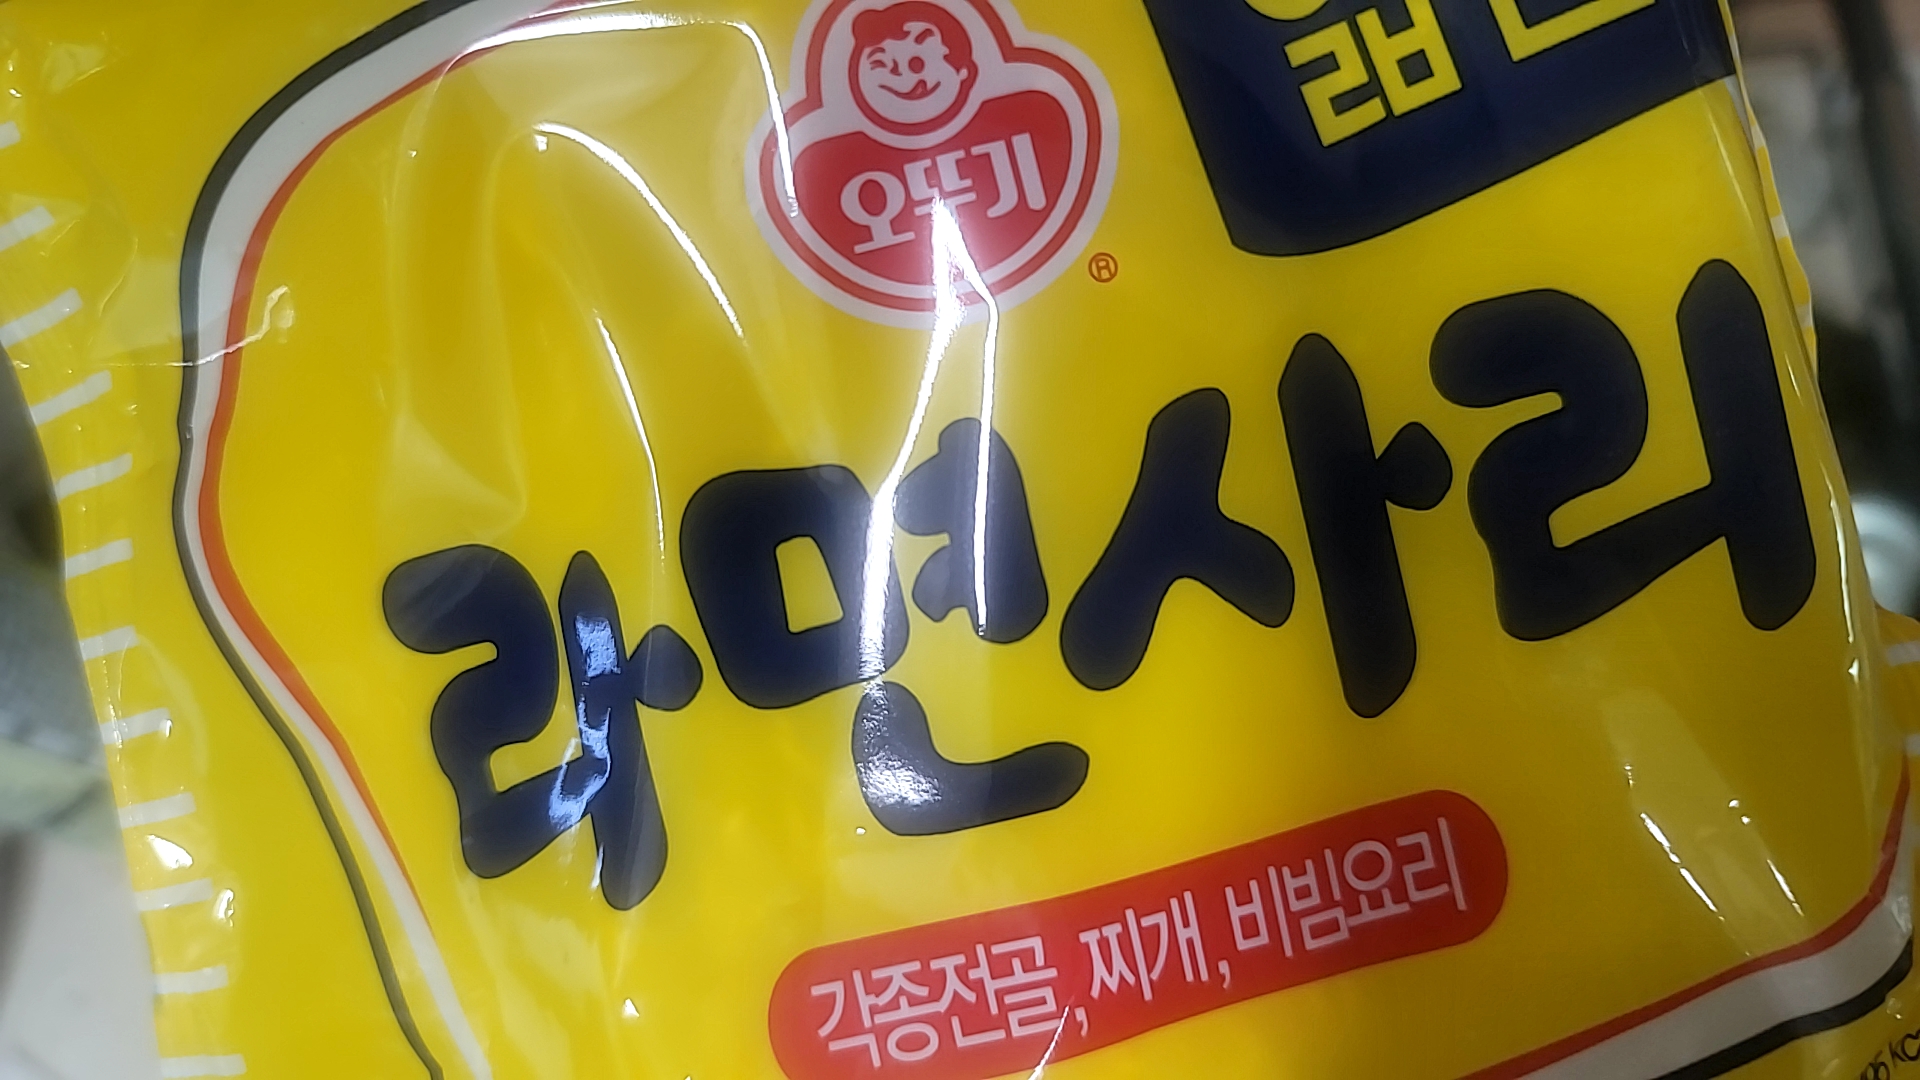 오뚜기
®
라면사리
각종전골, 찌개, 비빔요리